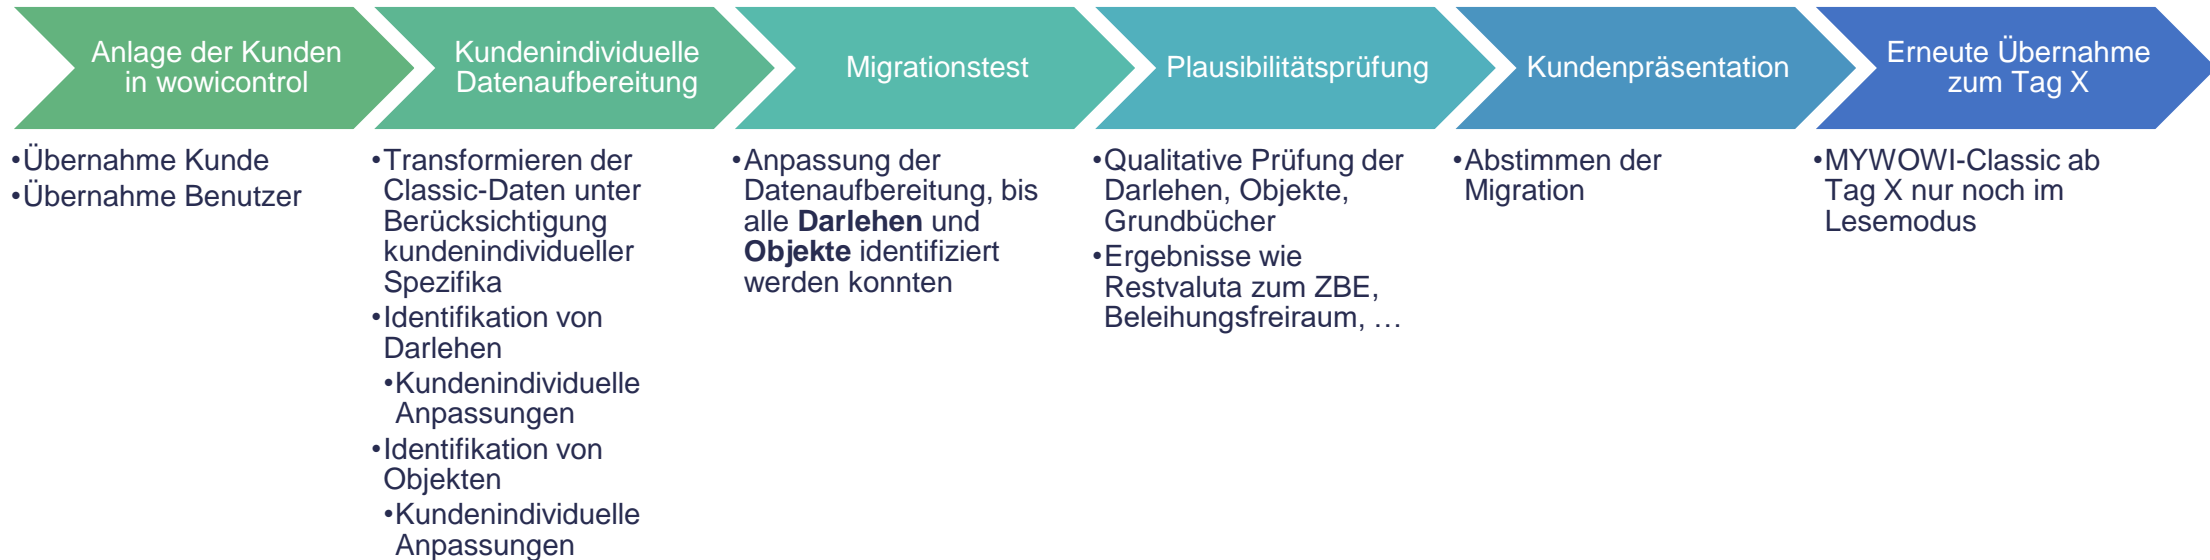 Anlage der Kunden
in wowicontrol
Kundenindividuelle
Datenaufbereitung
Migrationstest
Plausibilitätsprüfung
Kundenpräsentation
Erneute Übernahme
zum Tag X
•Übernahme Kunde
•Übernahme Benutzer
•Transformieren der
Classic-Daten unter
Berücksichtigung
kundenindividueller
Spezifika
•Identifikation von
Darlehen
•Kundenindividuelle
Anpassungen
•Identifikation von
Objekten
•Kundenindividuelle
Anpassungen
•Anpassung der
Datenaufbereitung, bis
alle Darlehen und
Objekte identifiziert
werden konnten
•Qualitative Prüfung der
Darlehen, Objekte,
Grundbücher
•Ergebnisse wie
Restvaluta zum ZBE,
Beleihungsfreiraum, …
•Abstimmen der
Migration
•MYWOWI-Classic ab
Tag X nur noch im
Lesemodus